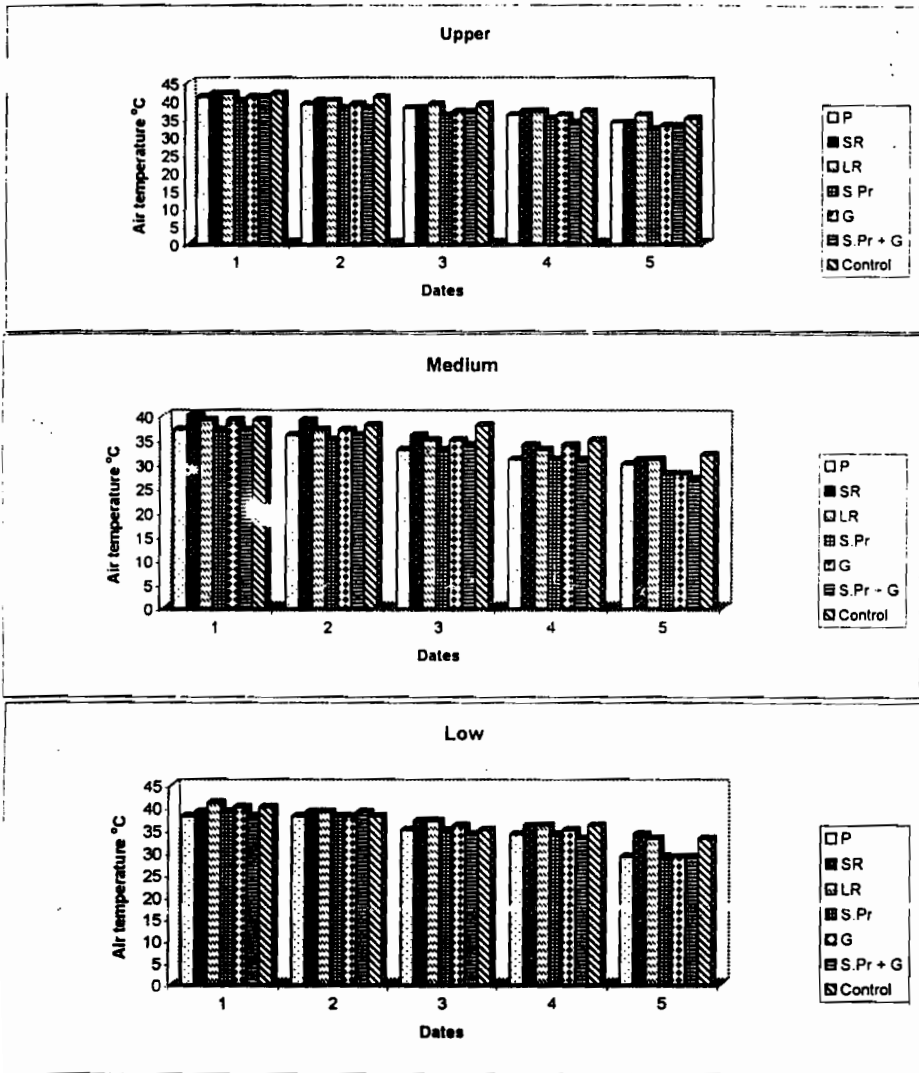 Upper
Air temperature °C
45
40
35
30
25
20
15
10
5
0
1 2 3 4 5
Dates
P
SR
LR
S.Pr
G
S.Pr + G
Control
Medium
Air temperature °C
40
35
30
25
20
15
10
5
0
1 2 3 4 5
Dates
P
SR
LR
S.Pr
G
S.Pr + G
Control
Low
Air temperature °C
45
40
35
30
25
20
15
10
5
0
1 2 3 4 5
Dates
P
SR
LR
S.Pr
G
S.Pr + G
Control